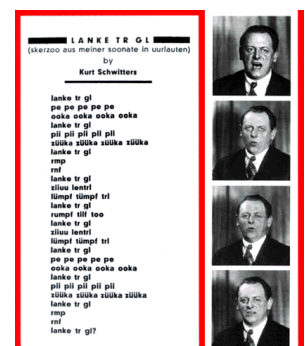 LANKE TR GL
(skerzoo aus meiner soonate in uurlauten)
by
Kurt Schwitters
lanke tr gl
pe pe pe pe pe
ooka ooka ooka ooka
lanke tr gl
pii pii pii pii pii
züüka züüka züüka züüka
lanke tr gl
rmp
rnf
lanke tr gl
ziiuu lentrl
lümpf tümpf trl
lanke tr gl
rumpf tilf too
lanke tr gl
ziiuu lentrl
lümpf tümpf trl
lanke tr gl
pe pe pe pe pe
ooka ooka ooka ooka
lanke tr gl
pii pii pii pii pii
züüka züüka züüka züüka
lanke tr gl
rmp
rnf
lanke tr gl?